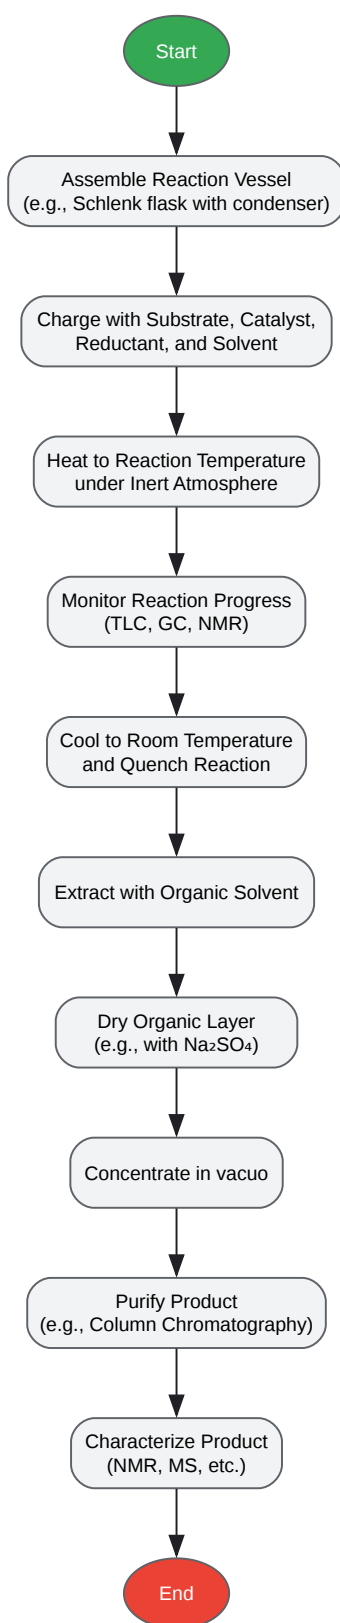 Start
Assemble Reaction Vessel
(e.g., Schlenk flask with condenser)
Charge with Substrate, Catalyst,
Reductant, and Solvent
Heat to Reaction Temperature
under Inert Atmosphere
Monitor Reaction Progress
(TLC, GC, NMR)
Cool to Room Temperature
and Quench Reaction
Extract with Organic Solvent
Dry Organic Layer
(e.g., with Na₂SO₄)
Concentrate in vacuo
Purify Product
(e.g., Column Chromatography)
Characterize Product
(NMR, MS, etc.)
End